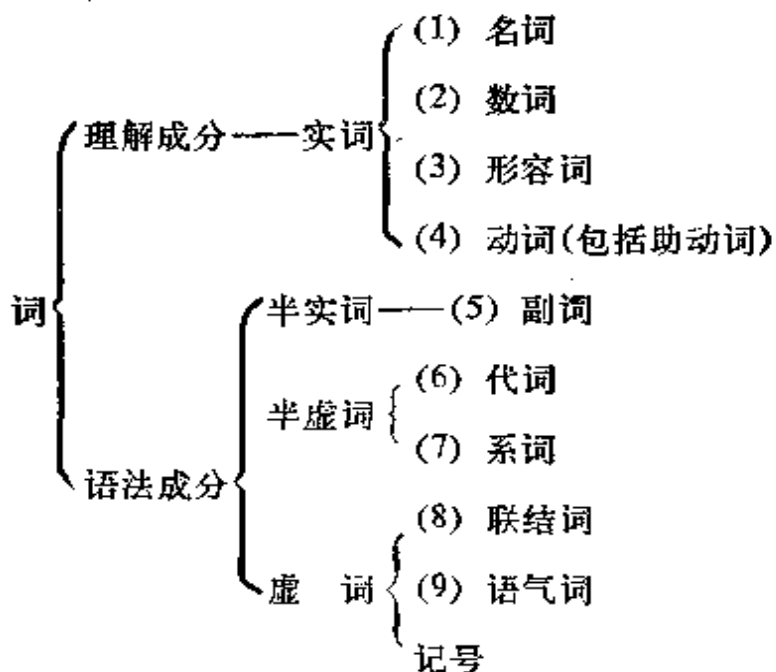 (1) 名词
(2) 数词
理解成分——实词
(3) 形容词
(4) 动词(包括助动词)
词
半实词——(5) 副词
(6) 代词
半虚词
(7) 系词
语法成分
(8) 联结词
虚 词 (9) 语气词
记号